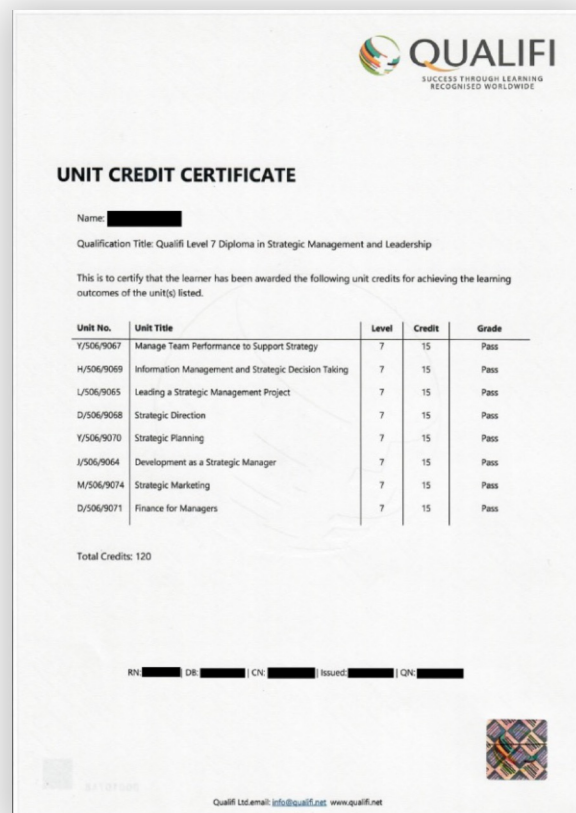 QUALIFI
SUCCESS THROUGH LEARNING
RECOGNISED WORLDWIDE
UNIT CREDIT CERTIFICATE
Name:
Qualification Title: Qualifi Level 7 Diploma in Strategic Management and Leadership
This is to certify that the learner has been awarded the following unit credits for achieving the learning
outcomes of the unit(s) listed.
Unit No. Unit Title Level Credit Grade
Y/506/9067 Manage Team Performance to Support Strategy 7 15 Pass
H/506/9069 Information Management and Strategic Decision Taking 7 15 Pass
L/506/9065 Leading a Strategic Management Project 7 15 Pass
D/506/9068 Strategic Direction 7 15 Pass
Y/506/9070 Strategic Planning 7 15 Pass
J/506/9064 Development as a Strategic Manager 7 15 Pass
M/506/9074 Strategic Marketing 7 15 Pass
D/506/9071 Finance for Managers 7 15 Pass
Total Credits: 120
RN: | DB: | CN: | Issued: | QN:
Qualifi Ltd.email: info@qualifi.net www.qualifi.net